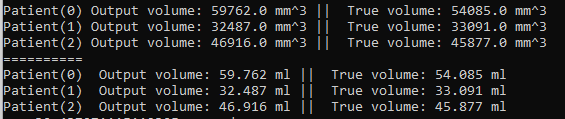 Patient(0) Output volume: 59762.0 mm^3 || True volume: 54085.0 mm^3
Patient(1) Output volume: 32487.0 mm^3 || True volume: 33091.0 mm^3
Patient(2) Output volume: 46916.0 mm^3 || True volume: 45877.0 mm^3
==========
Patient(0) Output volume: 59.762 ml || True volume: 54.085 ml
Patient(1) Output volume: 32.487 ml || True volume: 33.091 ml
Patient(2) Output volume: 46.916 ml || True volume: 45.877 ml